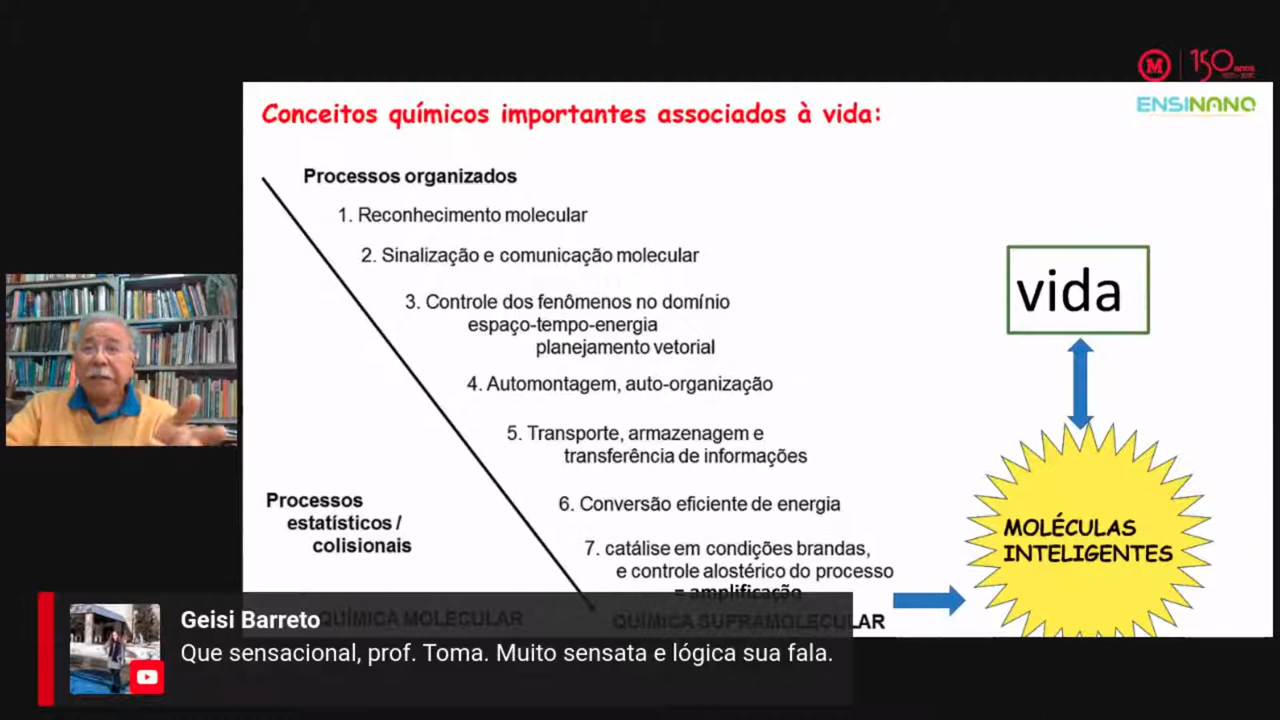 M 150 anos
ENSINANO
Conceitos químicos importantes associados à vida:
Processos organizados
1. Reconhecimento molecular
2. Sinalização e comunicação molecular
3. Controle dos fenômenos no domínio
espaço-tempo-energia
planejamento vetorial
4. Automontagem, auto-organização
5. Transporte, armazenagem e
transferência de informações
6. Conversão eficiente de energia
7. catálise em condições brandas,
e controle alostérico do processo
= amplificação
Processos
estatísticos /
colisionais
QUÍMICA MOLECULAR
QUÍMICA SUPRAMOLECULAR
vida
MOLÉCULAS
INTELIGENTES
Geisi Barreto
Que sensacional, prof. Toma. Muito sensata e lógica sua fala.